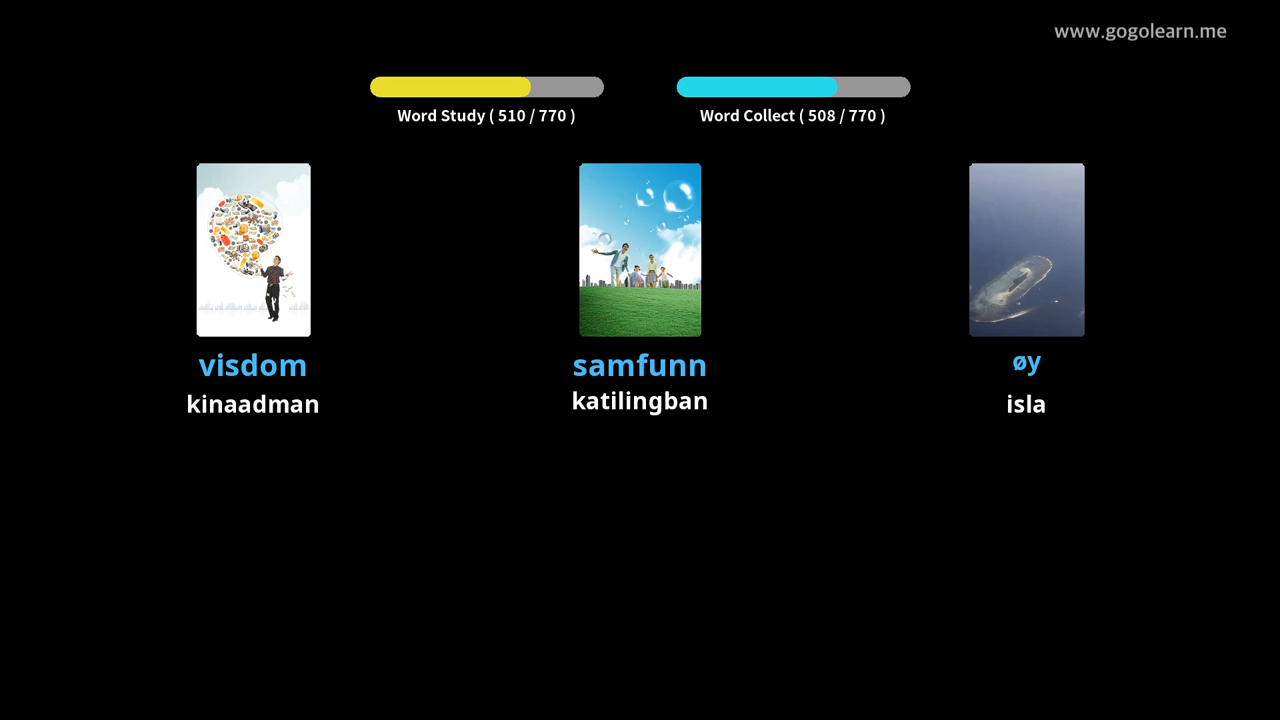 www.gogolearn.me
Word Study ( 510 / 770 )
Word Collect ( 508 / 770 )
visdom
kinaadman
samfunn
katilingban
øy
isla